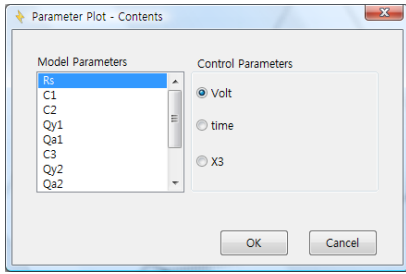 Parameter Plot - Contents
Model Parameters
Rs
C1
C2
Qy1
Qa1
C3
Qy2
Qa2
Control Parameters
Volt
time
X3
OK
Cancel